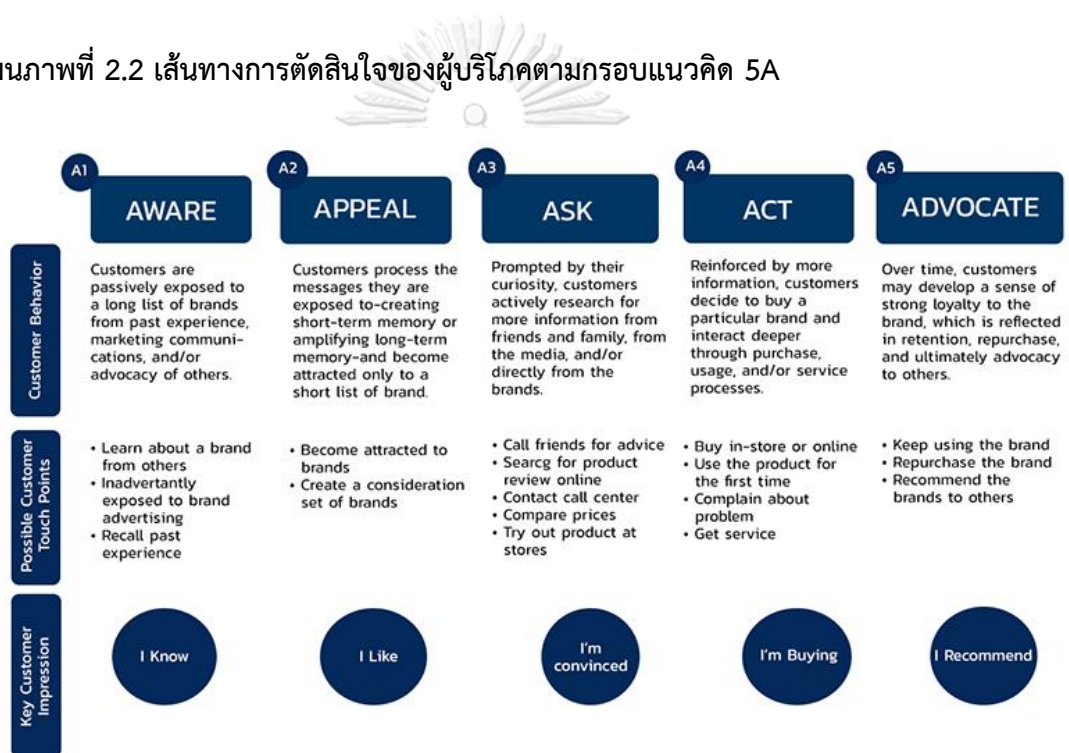 นภาพที่ 2.2 เส้นทางการตัดสินใจของผู้บริโภคตามกรอบแนวคิด 5A
A1
AWARE
A2
APPEAL
A3
ASK
A4
ACT
A5
ADVOCATE
Customer Behavior
Customers are
passively exposed to
a long list of brands
from past experience,
marketing communi-
cations, and/or
advocacy of others.
Customers process the
messages they are
exposed to-creating
short-term memory or
amplifying long-term
memory-and become
attracted only to a
short list of brand.
Prompted by their
curiosity, customers
actively research for
more information from
friends and family, from
the media, and/or
directly from the
brands.
Reinforced by more
information, customers
decide to buy a
particular brand and
interact deeper
through purchase,
usage, and/or service
processes.
Over time, customers
may develop a sense of
strong loyalty to the
brand, which is reflected
in retention, repurchase,
and ultimately advocacy
to others.
Possible Customer
Touch Points
• Learn about a brand
from others
• Inadvertantly
exposed to brand
advertising
• Recall past
experience
• Become attracted to
brands
• Create a consideration
set of brands
• Call friends for advice
• Searcg for product
review online
• Contact call center
• Compare prices
• Try out product at
stores
• Buy in-store or online
• Use the product for
the first time
• Complain about
problem
• Get service
• Keep using the brand
• Repurchase the brand
• Recommend the
brands to others
Key Customer
Impression
I Know
I Like
I'm
convinced
I'm Buying
I Recommend